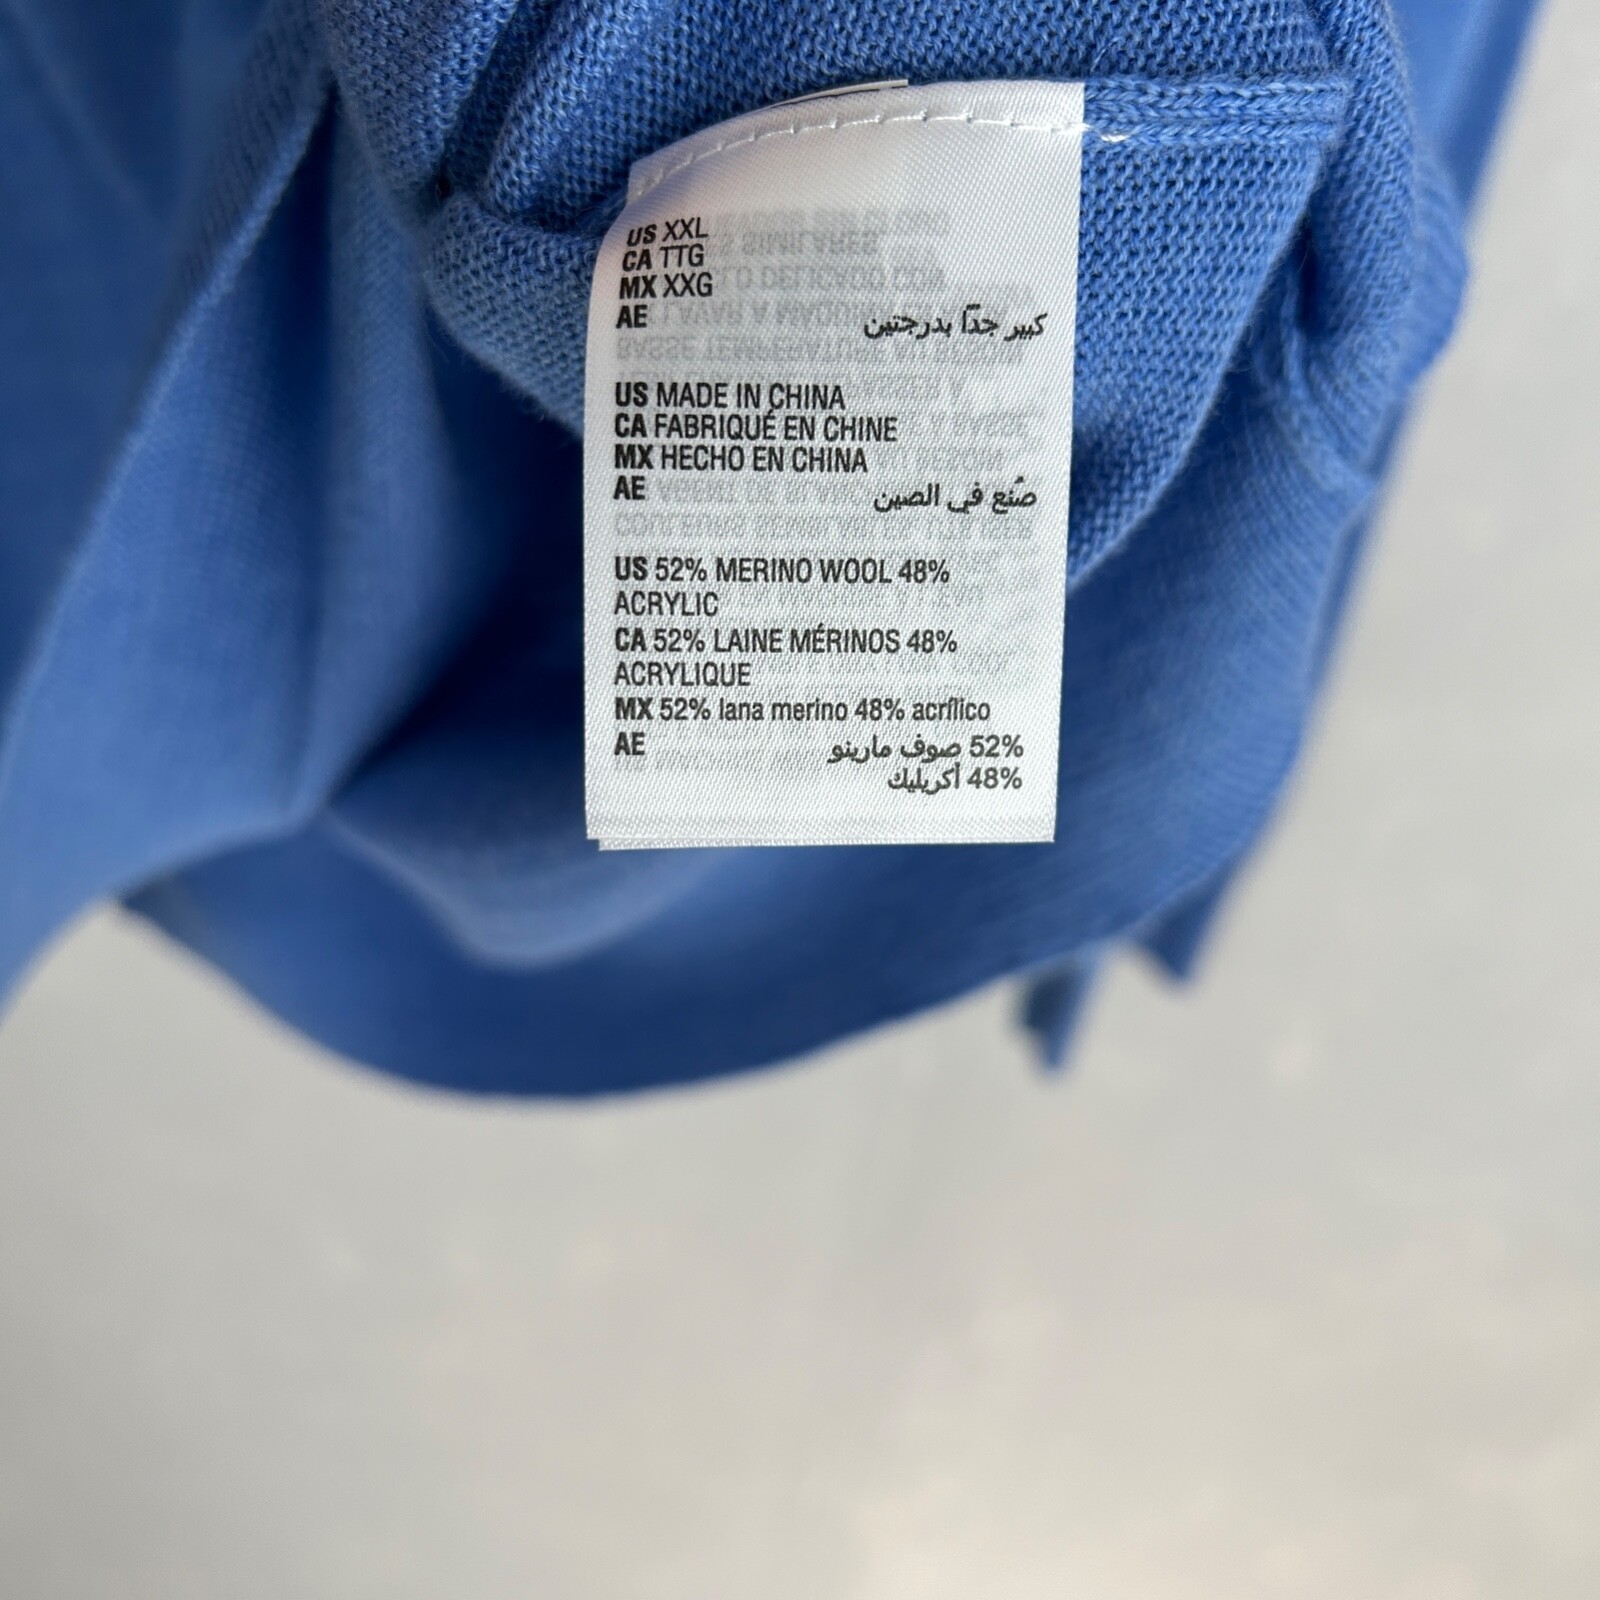 US XXL
CA TTG
MX XXG
AE كبير جدًا بدرجتين
US MADE IN CHINA
CA FABRIQUÉ EN CHINE
MX HECHO EN CHINA
AE صُنع في الصين
US 52% MERINO WOOL 48%
ACRYLIC
CA 52% LAINE MÉRINOS 48%
ACRYLIQUE
MX 52% lana merino 48% acrílico
AE 52% صوف مارينو
48% أكريليك